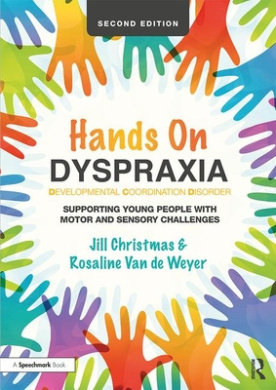 SECOND EDITION
Hands On
DYSPRAXIA
DEVELOPMENTAL COORDINATION DISORDER
SUPPORTING YOUNG PEOPLE WITH
MOTOR AND SENSORY CHALLENGES
Jill Christmas &
Rosaline Van de Weyer
A Speechmark Book